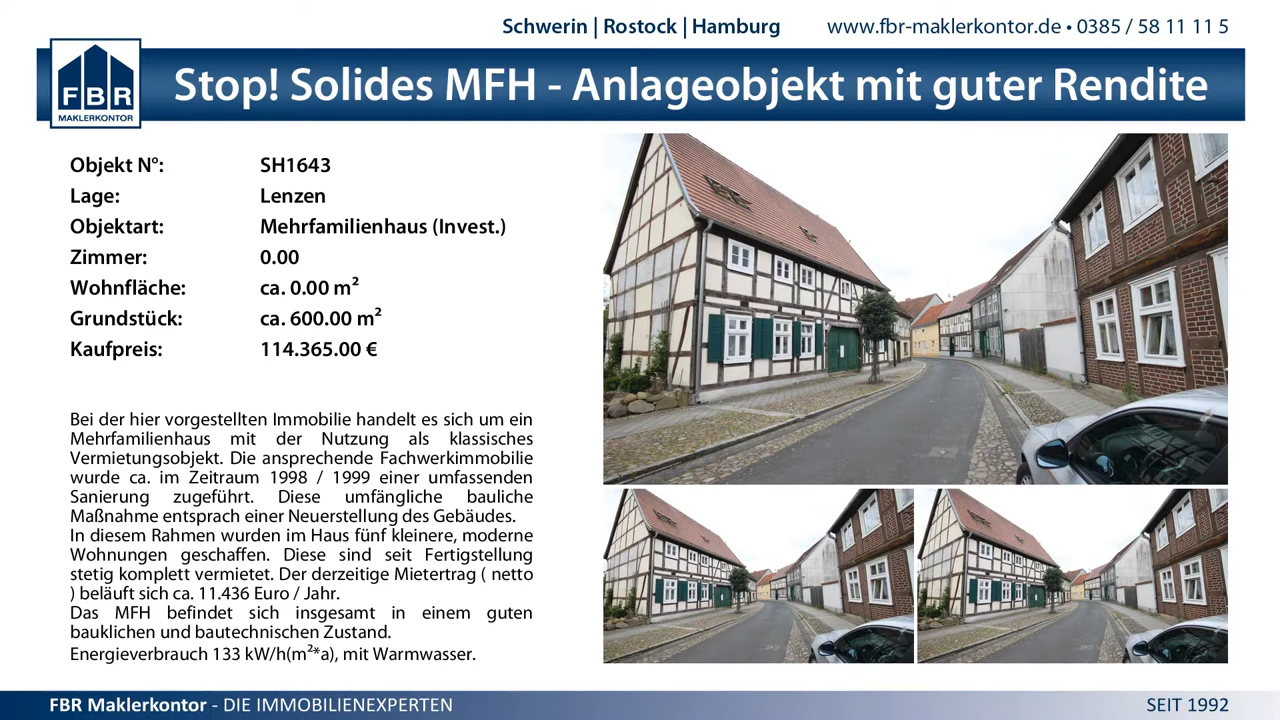 Schwerin | Rostock | Hamburg www.fbr-maklerkontor.de • 0385 / 58 11 11 5
FBR
MAKLERKONTOR
Stop! Solides MFH - Anlageobjekt mit guter Rendite
Objekt N°: SH1643
Lage: Lenzen
Objektart: Mehrfamilienhaus (Invest.)
Zimmer: 0.00
Wohnfläche: ca. 0.00 m²
Grundstück: ca. 600.00 m²
Kaufpreis: 114.365.00 €
Bei der hier vorgestellten Immobilie handelt es sich um ein
Mehrfamilienhaus mit der Nutzung als klassisches
Vermietungsobjekt. Die ansprechende Fachwerkimmobilie
wurde ca. im Zeitraum 1998 / 1999 einer umfassenden
Sanierung zugeführt. Diese umfängliche bauliche
Maßnahme entsprach einer Neuerstellung des Gebäudes.
In diesem Rahmen wurden im Haus fünf kleinere, moderne
Wohnungen geschaffen. Diese sind seit Fertigstellung
stetig komplett vermietet. Der derzeitige Mietertrag ( netto
) beläuft sich ca. 11.436 Euro / Jahr.
Das MFH befindet sich insgesamt in einem guten
bauklichen und bautechnischen Zustand.
Energieverbrauch 133 kW/h(m²*a), mit Warmwasser.
FBR Maklerkontor - DIE IMMOBILIENEXPERTEN SEIT 1992